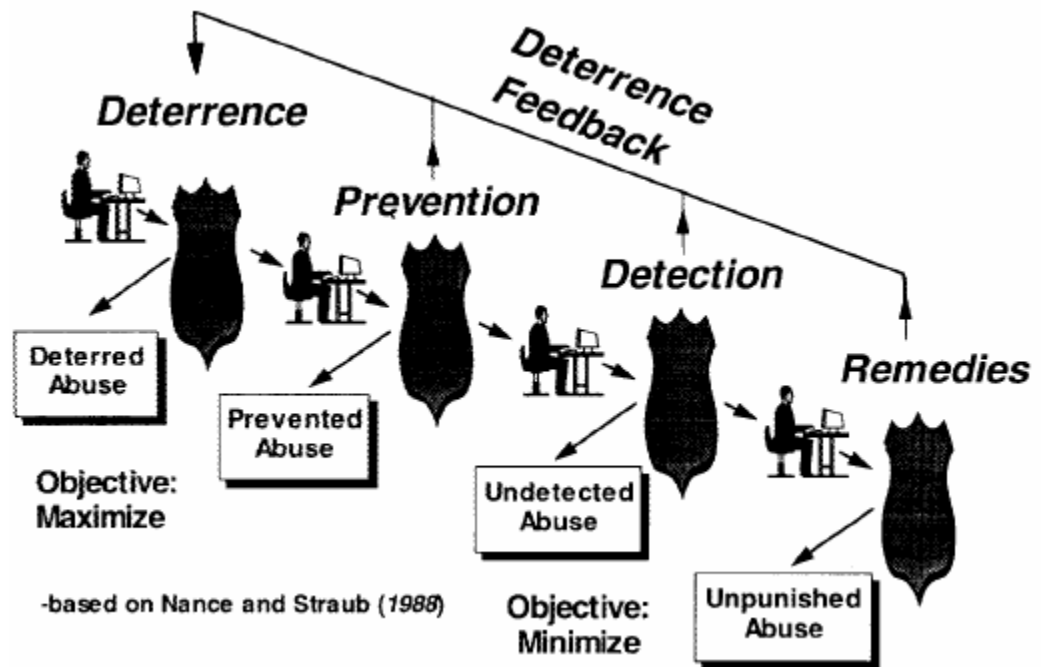 Deterrence
Feedback
Deterrence
Prevention
Detection
Remedies
Deterred
Abuse
Prevented
Abuse
Undetected
Abuse
Unpunished
Abuse
Objective:
Maximize
-based on Nance and Straub (1988)
Objective:
Minimize